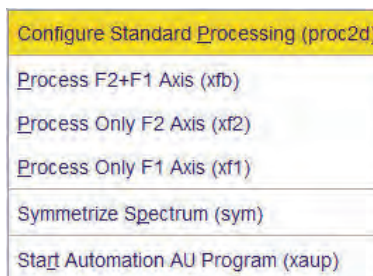 Configure Standard Processing (proc2d)
Process F2+F1 Axis (xfb)
Process Only F2 Axis (xf2)
Process Only F1 Axis (xf1)
Symmetrize Spectrum (sym)
Start Automation AU Program (xaup)